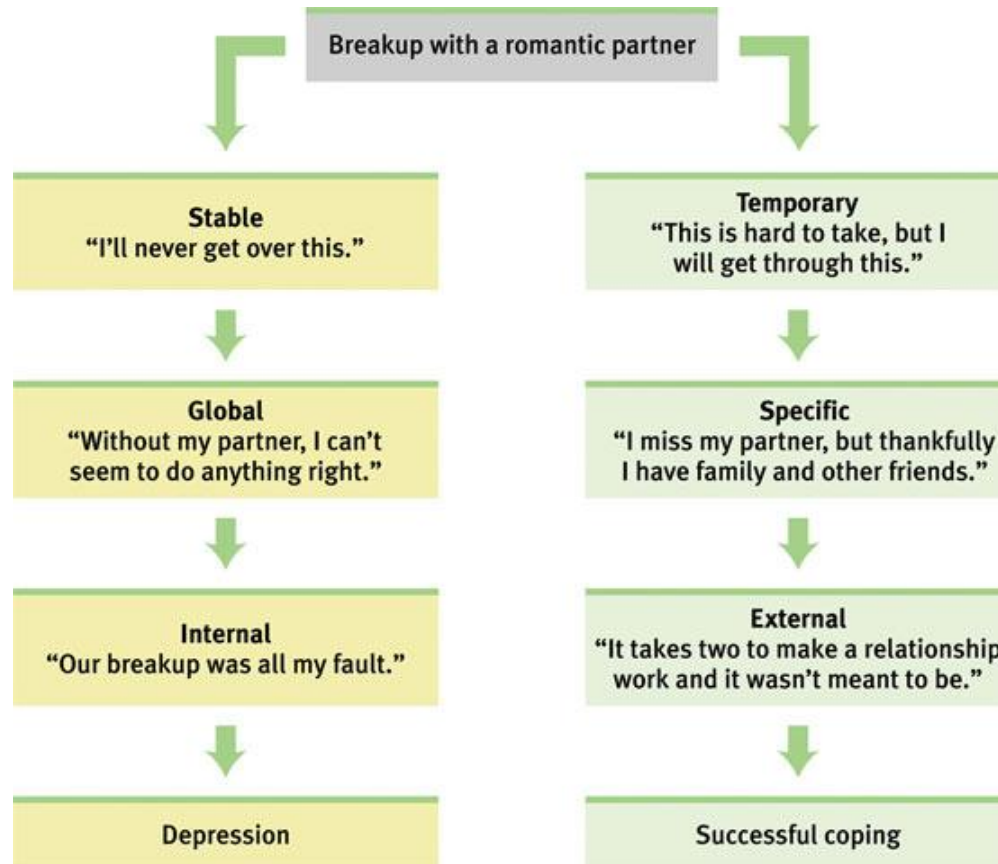 Breakup with a romantic partner
Stable
“I’ll never get over this.”
Global
“Without my partner, I can’t
seem to do anything right.”
Internal
“Our breakup was all my fault.”
Depression
Temporary
“This is hard to take, but I
will get through this.”
Specific
“I miss my partner, but thankfully
I have family and other friends.”
External
“It takes two to make a relationship
work and it wasn’t meant to be.”
Successful coping